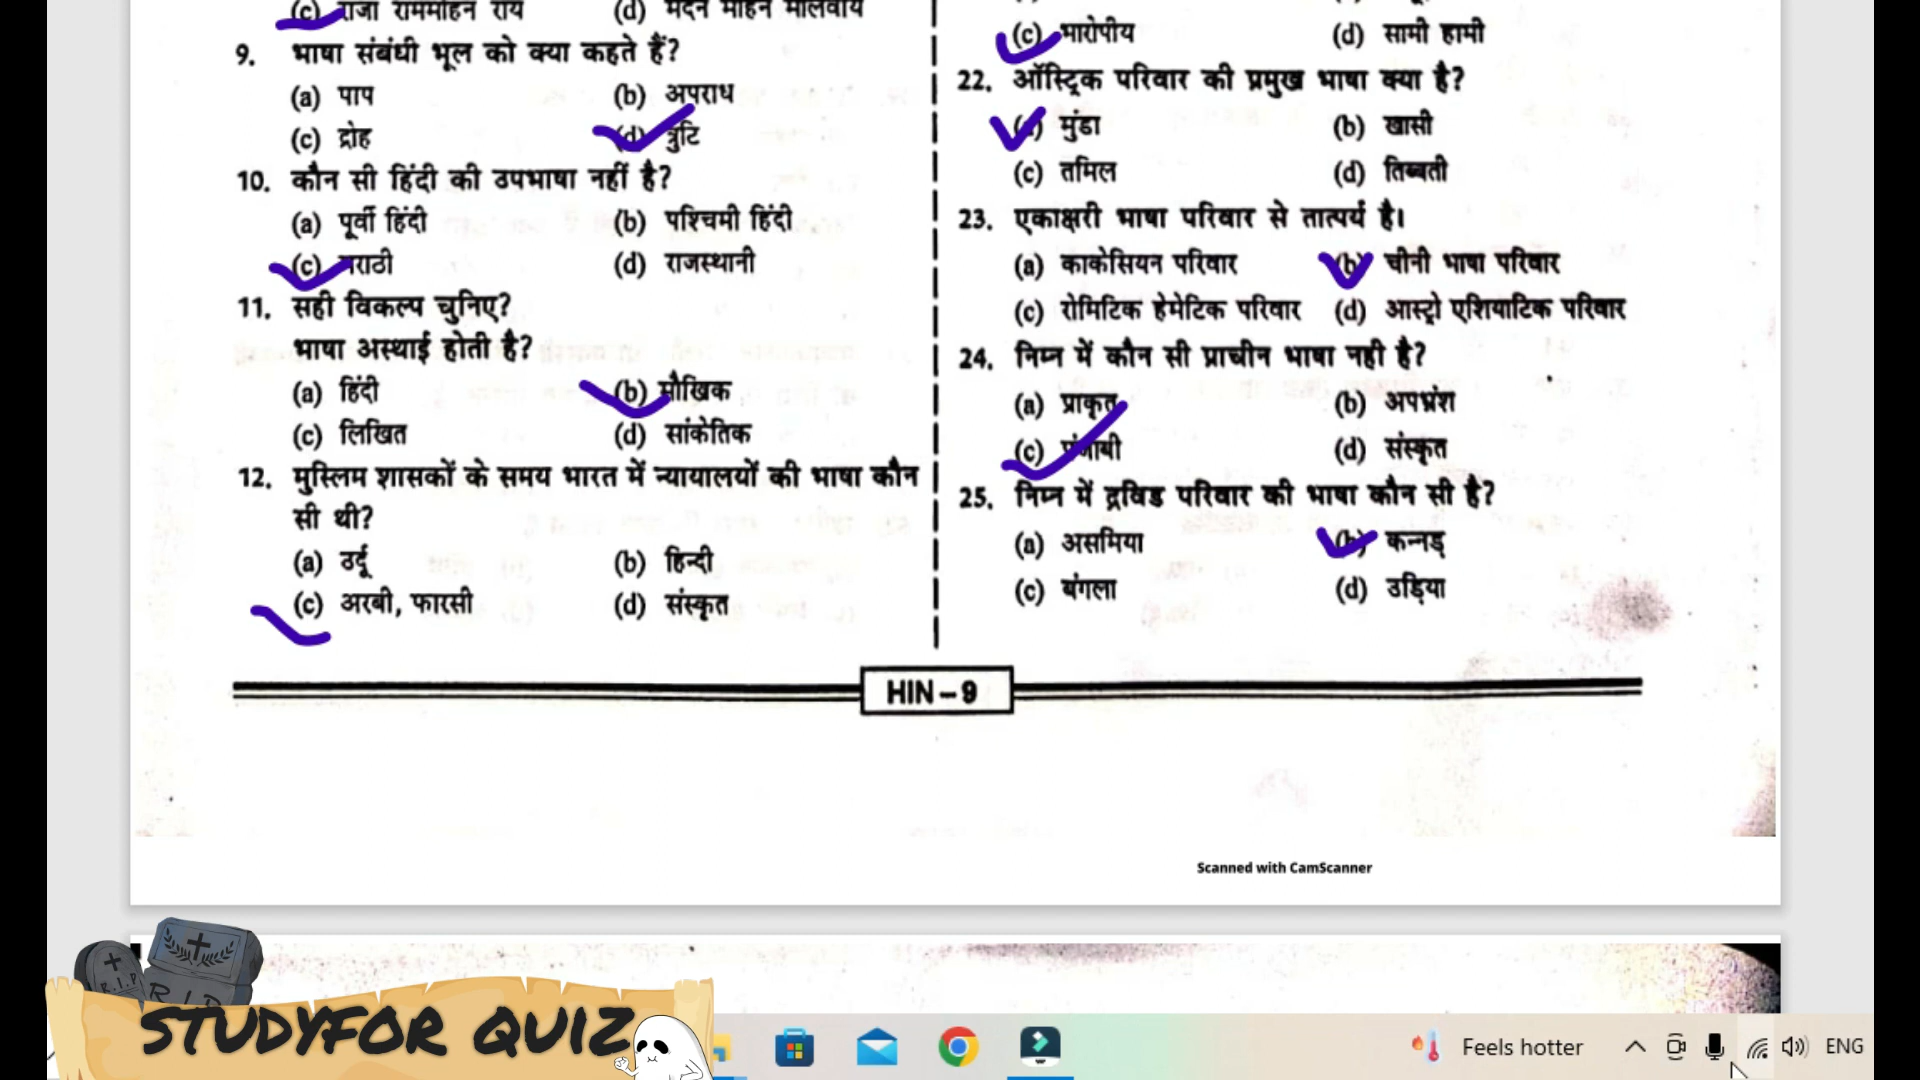 (c) राजा राममोहन राय (d) मदन मोहन मालवीय
9. भाषा संबंधी भूल को क्या कहते हैं?
(a) पाप (b) अपराध
(c) द्रोह (d) त्रुटि
10. कौन सी हिंदी की उपभाषा नहीं है?
(a) पूर्वी हिंदी (b) पश्चिमी हिंदी
(c) मराठी (d) राजस्थानी
11. सही विकल्प चुनिए?
भाषा अस्थाई होती है?
(a) हिंदी (b) मौखिक
(c) लिखित (d) सांकेतिक
12. मुस्लिम शासकों के समय भारत में न्यायालयों की भाषा कौन
सी थी?
(a) उर्दू (b) हिन्दी
(c) अरबी, फारसी (d) संस्कृत
(c) भारोपीय (d) सामी हामी
22. ऑस्ट्रिक परिवार की प्रमुख भाषा क्या है?
(a) मुंडा (b) खासी
(c) तमिल (d) तिब्बती
23. एकाक्षरी भाषा परिवार से तात्पर्य है।
(a) काकेसियन परिवार (b) चीनी भाषा परिवार
(c) रोमिटिक हेमेटिक परिवार (d) आस्ट्रो एशियाटिक परिवार
24. निम्न में कौन सी प्राचीन भाषा नही है?
(a) प्राकृत (b) अपभ्रंश
(c) पंजाबी (d) संस्कृत
25. निम्न में द्रविड परिवार की भाषा कौन सी है?
(a) असमिया (b) कन्नड़
(c) बंगला (d) उड़िया
HIN – 9
Scanned with CamScanner
R.I.P
R.I.P
STUDYFOR QUIZ
Feels hotter ENG